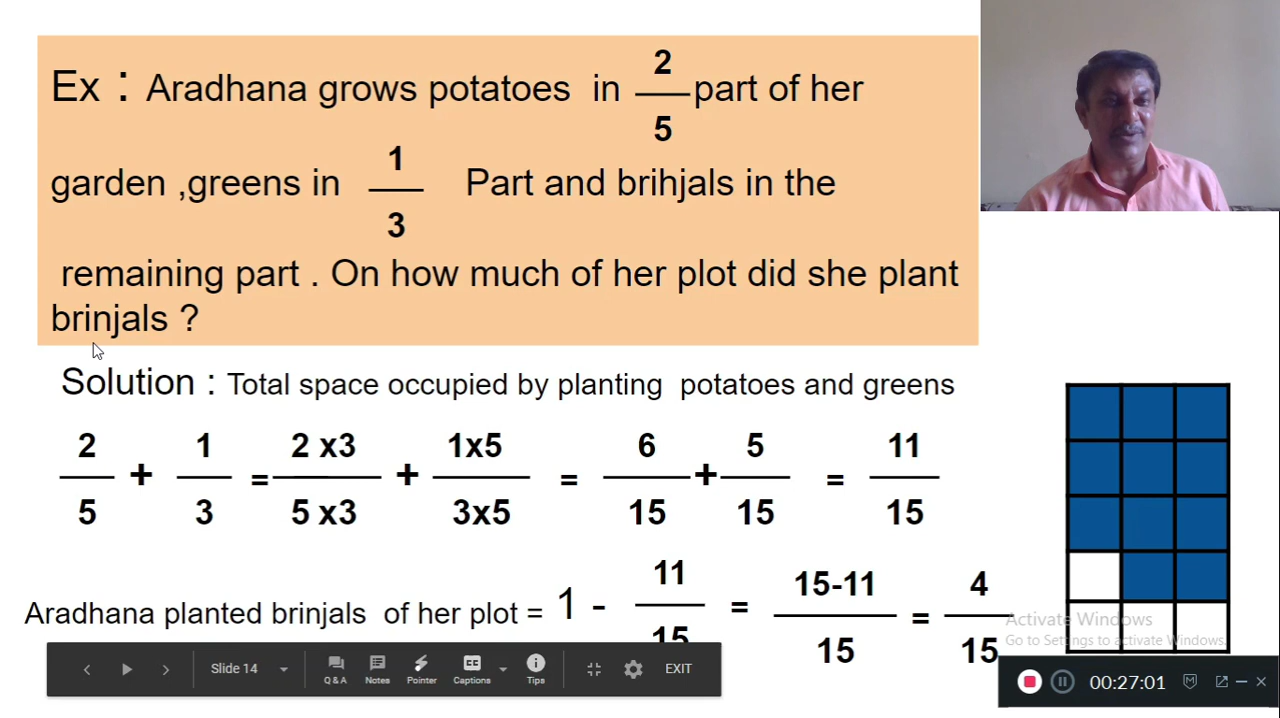 Ex : Aradhana grows potatoes in 2/5 part of her
garden ,greens in 1/3 Part and brihjals in the
remaining part . On how much of her plot did she plant
brinjals ?
Solution : Total space occupied by planting potatoes and greens
2/5 + 1/3 = 2 x3/5 x3 + 1x5/3x5 = 6/15 + 5/15 = 11/15
Aradhana planted brinjals of her plot = 1 - 11/15 = 15-11/15 = 4/15
Activate Windows
Go to Settings to activate Windows.
Slide 14
Q & A Notes Pointer Captions Tips EXIT
00:27:01